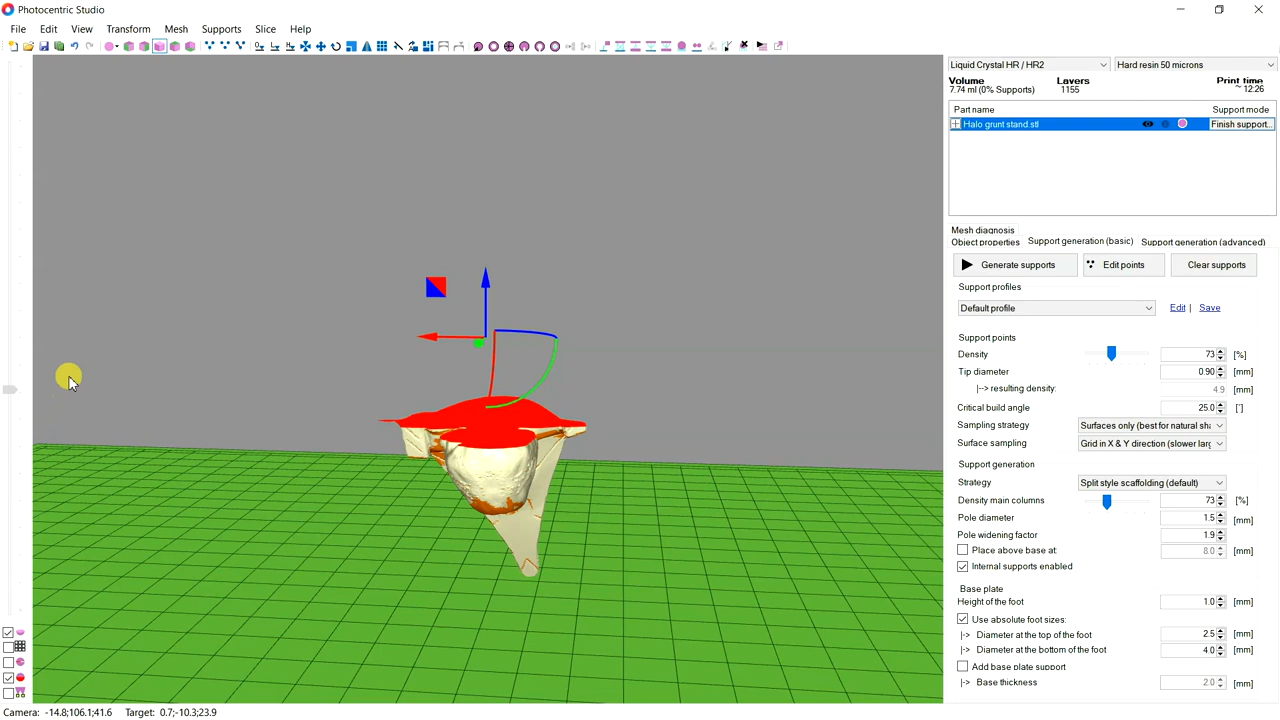 Photocentric Studio
File Edit View Transform Mesh Supports Slice Help
Liquid Crystal HR / HR2 Hard resin 50 microns
Volume Layers Print time
7.74 ml (0% Supports) 1155 ~ 12:26
Part name Support mode
Halo grunt stand.stl Finish support...
Mesh diagnosis
Object properties Support generation (basic) Support generation (advanced)
Generate supports Edit points Clear supports
Support profiles
Default profile Edit | Save
Support points
Density 73 [%]
Tip diameter 0.90 [mm]
|--> resulting density: 4.9 [mm]
Critical build angle 25.0 [°]
Sampling strategy Surfaces only (best for natural sha
Surface sampling Grid in X & Y direction (slower larg
Support generation
Strategy Split style scaffolding (default)
Density main columns 73 [%]
Pole diameter 1.5 [mm]
Pole widening factor 1.9 [mm]
Place above base at: 8.0 [mm]
Internal supports enabled
Base plate
Height of the foot 1.0 [mm]
Use absolute foot sizes:
|-> Diameter at the top of the foot 2.5 [mm]
|-> Diameter at the bottom of the foot 4.0 [mm]
Add base plate support
|-> Base thickness 2.0 [mm]
Camera: -14.8;106.1;41.6 Target: 0.7;-10.3;23.9